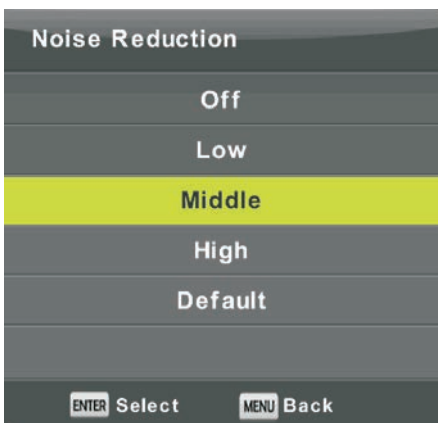 Noise Reduction
Off
Low
Middle
High
Default
ENTER Select MENU Back